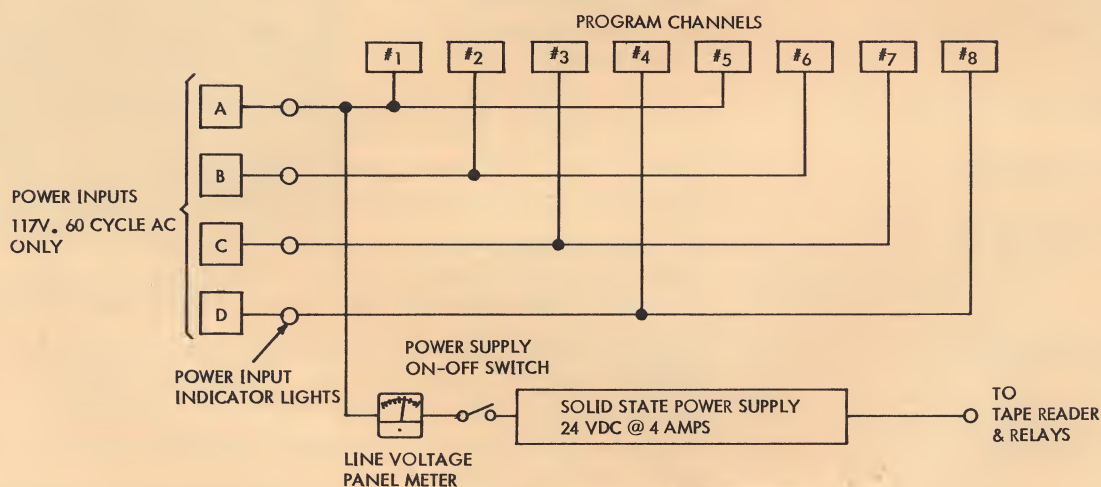 PROGRAM CHANNELS
#1 #2 #3 #4 #5 #6 #7 #8
A
B
C
D
POWER INPUTS
117V. 60 CYCLE AC
ONLY
POWER INPUT
INDICATOR LIGHTS
POWER SUPPLY
ON-OFF SWITCH
LINE VOLTAGE
PANEL METER
SOLID STATE POWER SUPPLY
24 VDC @ 4 AMPS
TO
TAPE READER
& RELAYS